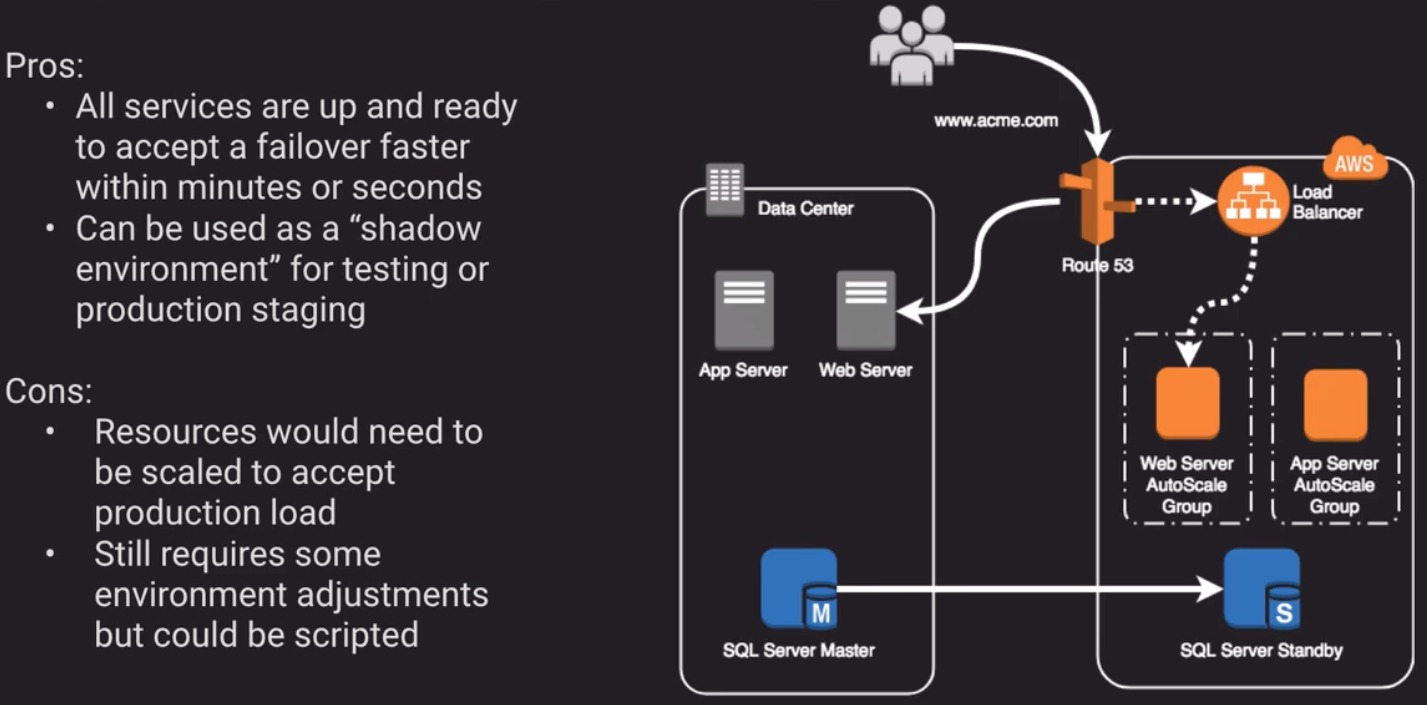 Pros:
• All services are up and ready
to accept a failover faster
within minutes or seconds
• Can be used as a “shadow
environment” for testing or
production staging
Cons:
• Resources would need to
be scaled to accept
production load
• Still requires some
environment adjustments
but could be scripted
www.acme.com
AWS
Data Center
Load
Balancer
Route 53
App Server
Web Server
Web Server
AutoScale
Group
App Server
AutoScale
Group
M
S
SQL Server Master
SQL Server Standby